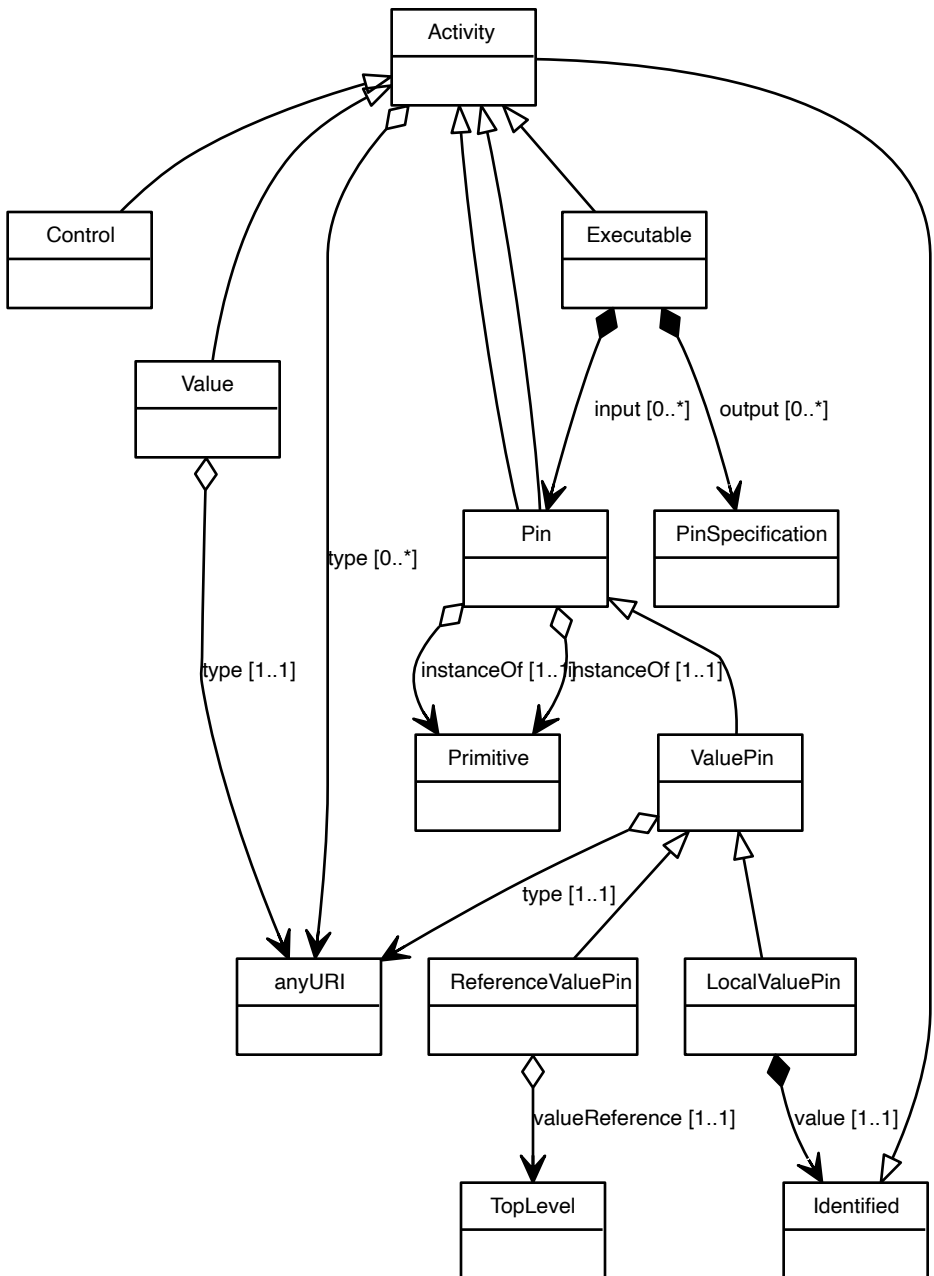 Activity
Control
Executable
Value
input [0..*]
output [0..*]
Pin
PinSpecification
type [0..*]
type [1..1]
instanceOf [1..1]
instanceOf [1..1]
Primitive
ValuePin
type [1..1]
anyURI
ReferenceValuePin
LocalValuePin
valueReference [1..1]
value [1..1]
TopLevel
Identified